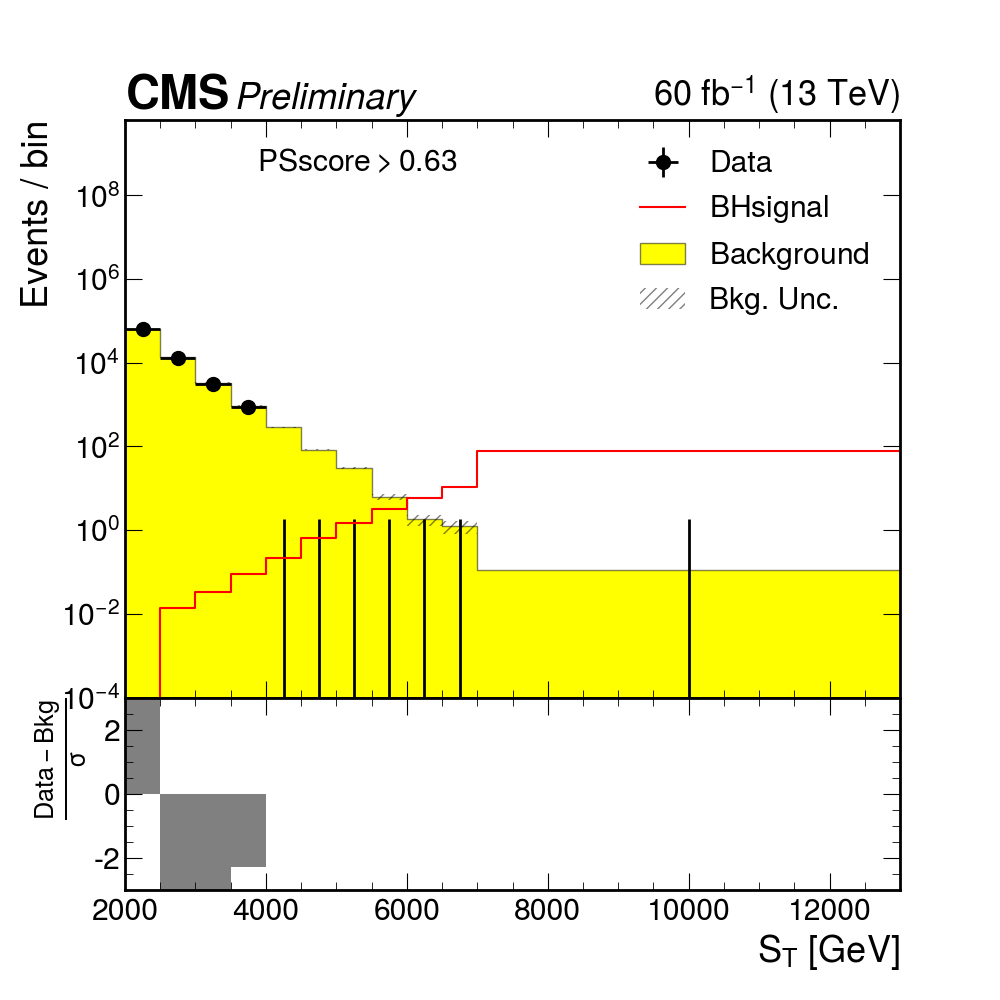 CMS Preliminary 60 fb⁻¹ (13 TeV)
Events / bin
PSscore > 0.63
Data
BHsignal
Background
Bkg. Unc.
10⁸
10⁶
10⁴
10²
10⁰
10⁻²
10⁻⁴
Data − Bkg
σ
2
0
-2
2000 4000 6000 8000 10000 12000
S_T [GeV]